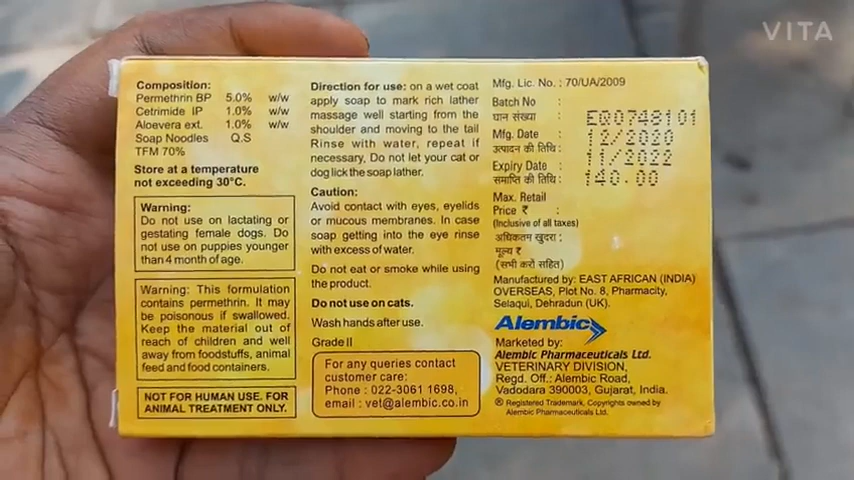 VITA
Composition:
Permethrin BP 5.0% w/w
Cetrimide IP 1.0% w/w
Aloevera ext. 1.0% w/w
Soap Noodles Q.S
TFM 70%
Store at a temperature
not exceeding 30°C.
Warning:
Do not use on lactating or
gestating female dogs. Do
not use on puppies younger
than 4 month of age.
Warning: This formulation
contains permethrin. It may
be poisonous if swallowed.
Keep the material out of
reach of children and well
away from foodstuffs, animal
feed and food containers.
NOT FOR HUMAN USE. FOR
ANIMAL TREATMENT ONLY.
Direction for use: on a wet coat
apply soap to mark rich lather
massage well starting from the
shoulder and moving to the tail
Rinse with water, repeat if
necessary, Do not let your cat or
dog lick the soap lather.
Caution:
Avoid contact with eyes, eyelids
or mucous membranes. In case
soap getting into the eye rinse
with excess of water.
Do not eat or smoke while using
the product.
Do not use on cats.
Wash hands after use.
Grade II
For any queries contact
customer care:
Phone : 022-3061 1698,
email : vet@alembic.co.in
Mfg. Lic. No. : 70/UA/2009
Batch No :
घान संख्या EQ0748101
Mfg. Date : 12/2020
उत्पादन की तिथि :
Expiry Date : 11/2022
समाप्ति की तिथि : 140.00
Max. Retail
Price ₹ :
(Inclusive of all taxes)
अधिकतम खुदरा :
मूल्य ₹
(सभी करों सहित)
Manufactured by: EAST AFRICAN (INDIA)
OVERSEAS, Plot No. 8, Pharmacity,
Selaqui, Dehradun (UK).
Alembic
Marketed by:
Alembic Pharmaceuticals Ltd.
VETERINARY DIVISION,
Regd. Off.: Alembic Road,
Vadodara 390003, Gujarat, India.
® Registered Trademark, Copyrights owned by
Alembic Pharmaceuticals Ltd.